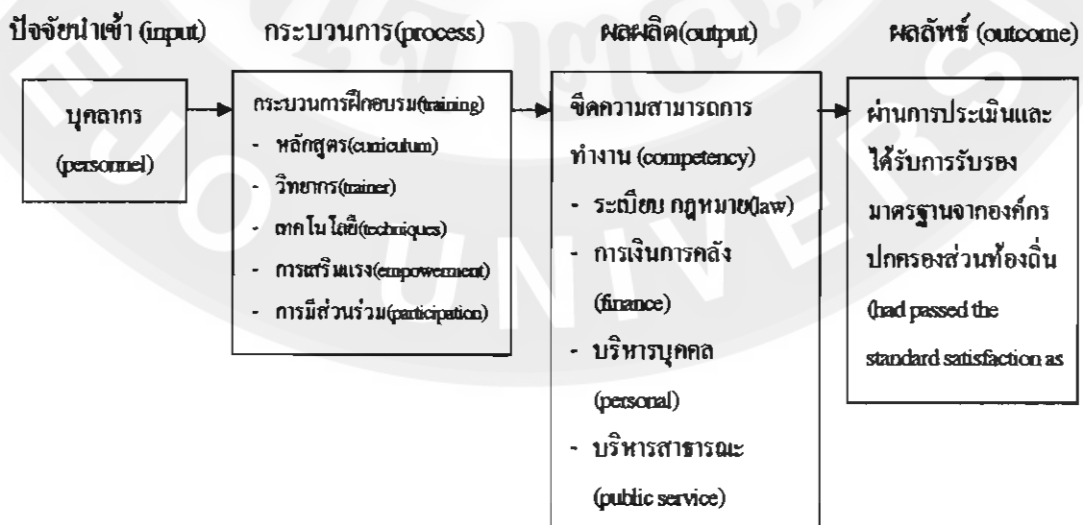 ปัจจัยนำเข้า (input)
บุคลากร
(personnel)
กระบวนการ(process)
กระบวนการฝึกอบรม(training)
- หลักสูตร(curriculum)
- วิทยากร(trainer)
- เทคโนโลยี(techniques)
- การเสริมแรง(empowerment)
- การมีส่วนร่วม(participation)
ผลผลิต(output)
ขีดความสามารถการ
ทำงาน (competency)
- ระเบียบ กฎหมาย(law)
- การเงินการคลัง
(finance)
- บริหารบุคคล
(personal)
- บริหารสาธารณะ
(public service)
ผลลัพธ์ (outcome)
ผ่านการประเมินและ
ได้รับการรับรอง
มาตรฐานจากองค์กร
ปกครองส่วนท้องถิ่น
(had passed the
standard satisfaction as